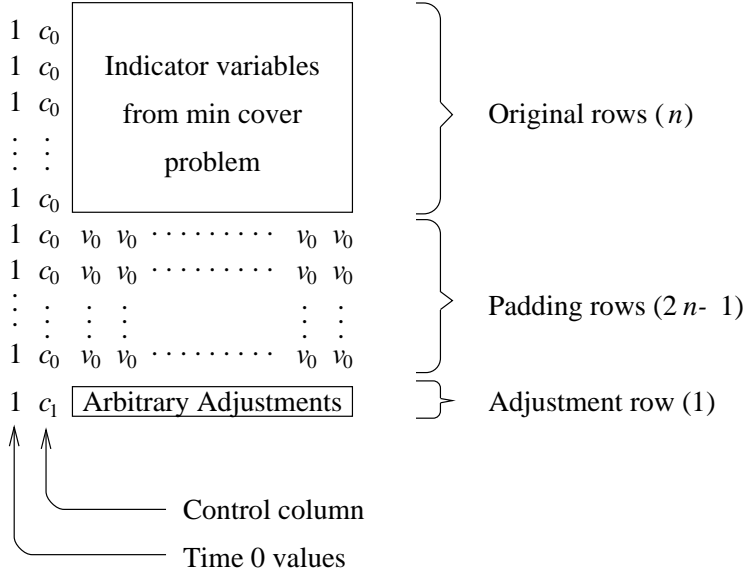 1 c0
1 c0 Indicator variables
1 c0 from min cover Original rows (n)
⋮ ⋮ problem
1 c0
1 c0 v0 v0 ········· v0 v0
1 c0 v0 v0 ········· v0 v0
⋮ ⋮ ⋮ ⋮ ⋮ ⋮ Padding rows (2n- 1)
1 c0 v0 v0 ········· v0 v0
1 c1 Arbitrary Adjustments Adjustment row (1)
Control column
Time 0 values